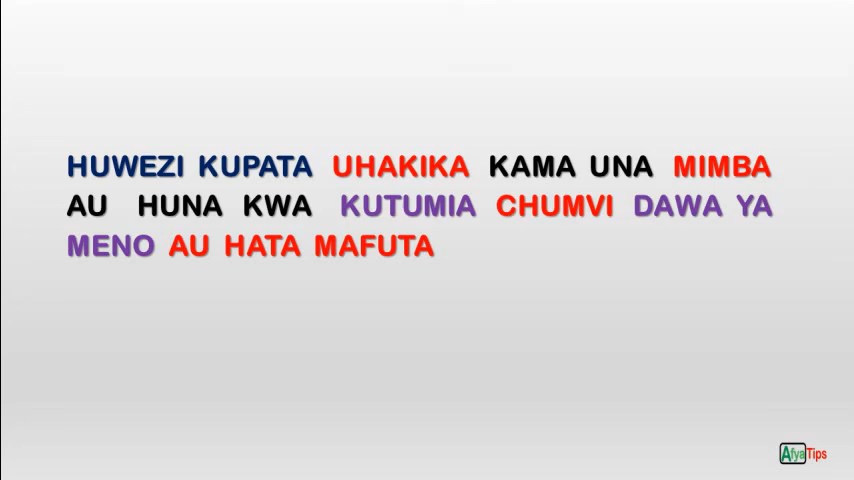 HUWEZI KUPATA UHAKIKA KAMA UNA MIMBA
AU HUNA KWA KUTUMIA CHUMVI DAWA YA
MENO AU HATA MAFUTA
AfyaTips